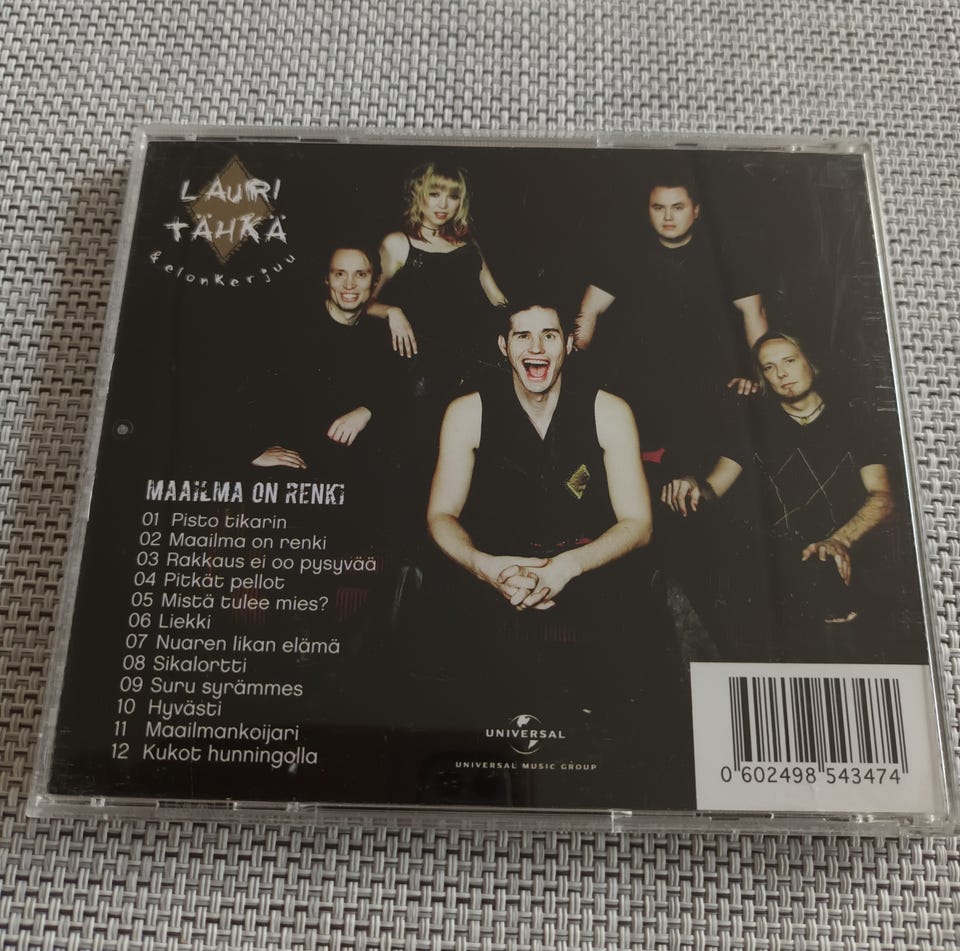 LAURI
TÄHKÄ
& elonkerjuu
MAAILMA ON RENKI
01 Pisto tikarin
02 Maailma on renki
03 Rakkaus ei oo pysyvää
04 Pitkät pellot
05 Mistä tulee mies?
06 Liekki
07 Nuaren likan elämä
08 Sikalortti
09 Suru syrämmes
10 Hyvästi
11 Maailmankoijari
12 Kukot hunningolla
UNIVERSAL
UNIVERSAL MUSIC GROUP
0 602498 543474